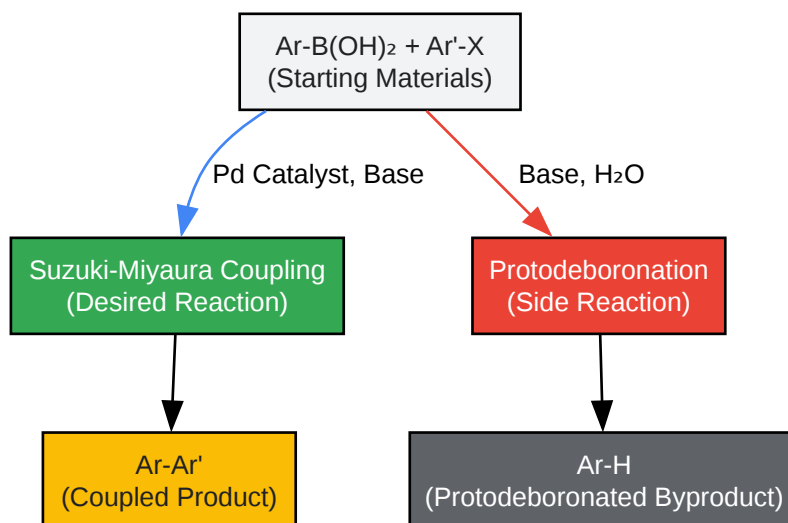 Ar-B(OH)₂ + Ar'-X
(Starting Materials)
Pd Catalyst, Base
Base, H₂O
Suzuki-Miyaura Coupling
(Desired Reaction)
Protodeboronation
(Side Reaction)
Ar-Ar'
(Coupled Product)
Ar-H
(Protodeboronated Byproduct)